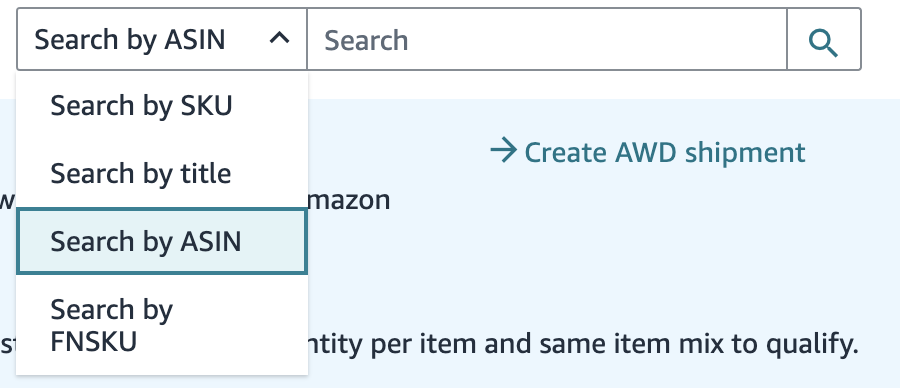 Search by ASIN
Search
Search by SKU
Create AWD shipment
Search by title
mazon
Search by ASIN
Search by
FNSKU
per item and same item mix to qualify.